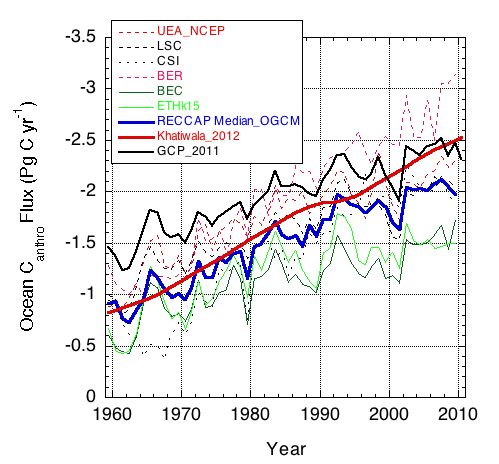 -3.5
-3
-2.5
-2
-1.5
-1
-0.5
0
Ocean C anthro Flux (Pg C yr-1)
UEA_NCEP
LSC
CSI
BER
BEC
ETHk15
RECCAP Median_OGCM
Khatiwala_2012
GCP_2011
1960 1970 1980 1990 2000 2010
Year